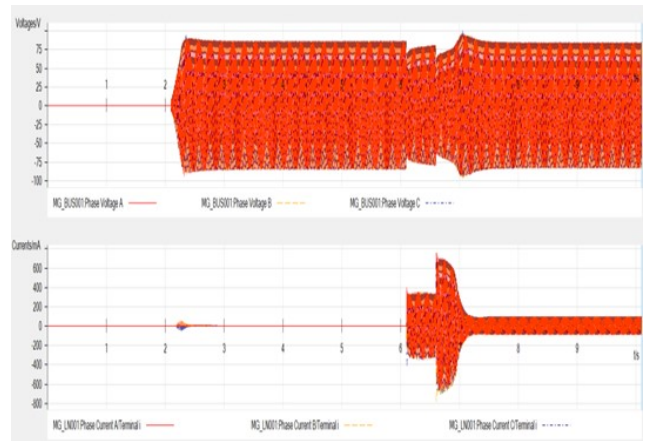 Voltages/V
75
50
25
0
-25
-50
-75
-100
1
2
MG_BUS001:Phase Voltage A
MG_BUS001:Phase Voltage B
MG_BUS001:Phase Voltage C
Currents/mA
600
400
200
0
-200
-400
-600
-800
1
2
3
4
5
6
8
9
t/s
MG_LN001:Phase Current A/Terminal i
MG_LN001:Phase Current B/Terminal i
MG_LN001:Phase Current C/Terminal i